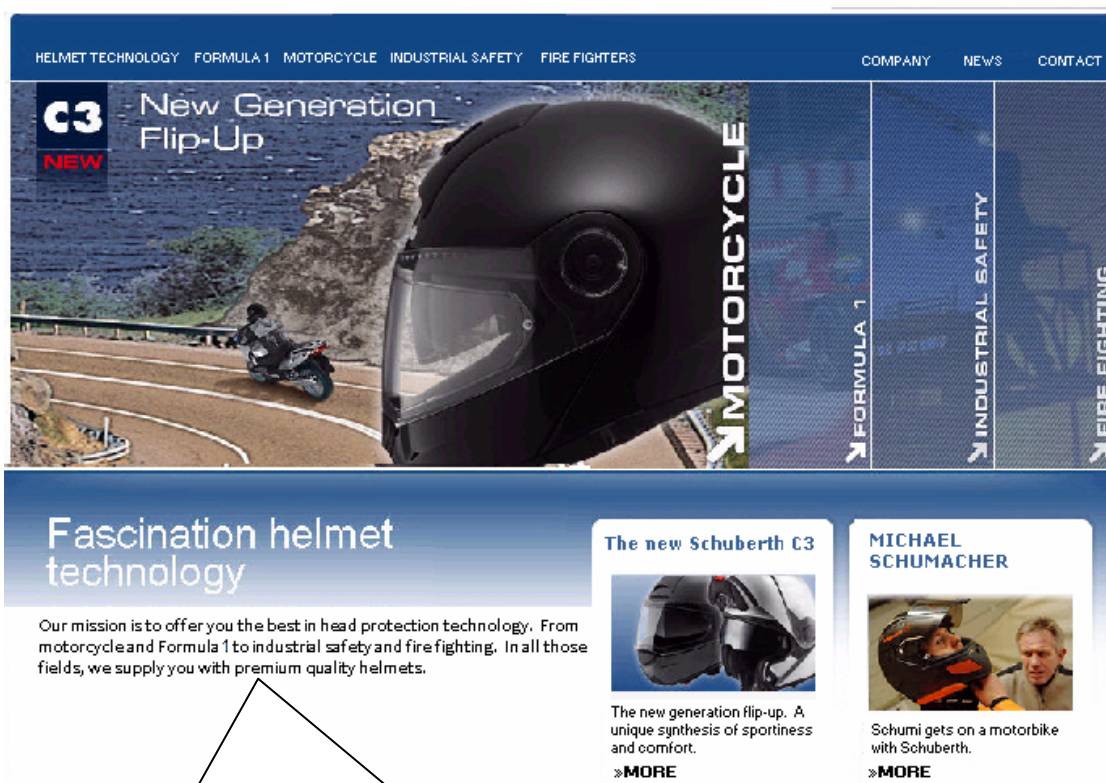 HELMET TECHNOLOGY FORMULA 1 MOTORCYCLE INDUSTRIAL SAFETY FIRE FIGHTERS COMPANY NEWS CONTACT
C3
NEW
New Generation
Flip-Up
MOTORCYCLE
FORMULA 1
INDUSTRIAL SAFETY
FIRE FIGHTING
Fascination helmet
technology
Our mission is to offer you the best in head protection technology. From
motorcycle and Formula 1 to industrial safety and fire fighting. In all those
fields, we supply you with premium quality helmets.
The new Schuberth C3
The new generation flip-up. A
unique synthesis of sportiness
and comfort.
»MORE
MICHAEL
SCHUMACHER
Schumi gets on a motorbike
with Schuberth.
»MORE